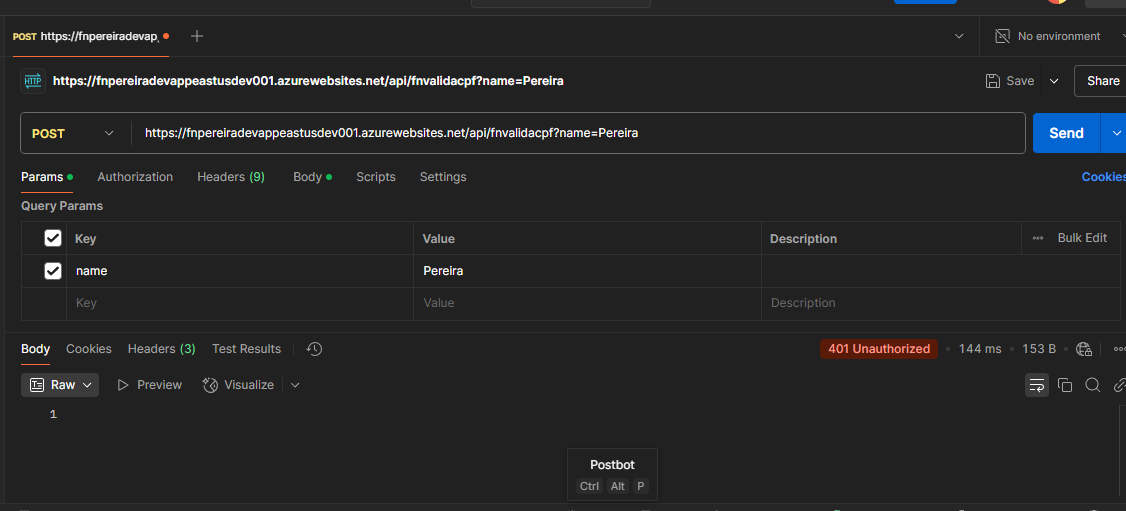 POST https://fnpereiradevap
No environment
HTTP https://fnpereiradevappeastusdev001.azurewebsites.net/api/fnvalidacpf?name=Pereira Save Share
POST https://fnpereiradevappeastusdev001.azurewebsites.net/api/fnvalidacpf?name=Pereira Send
Params Authorization Headers (9) Body Scripts Settings Cookies
Query Params
Key Value Description Bulk Edit
name Pereira
Key Value Description
Body Cookies Headers (3) Test Results 401 Unauthorized 144 ms 153 B
Raw Preview Visualize
1
Postbot
Ctrl Alt P